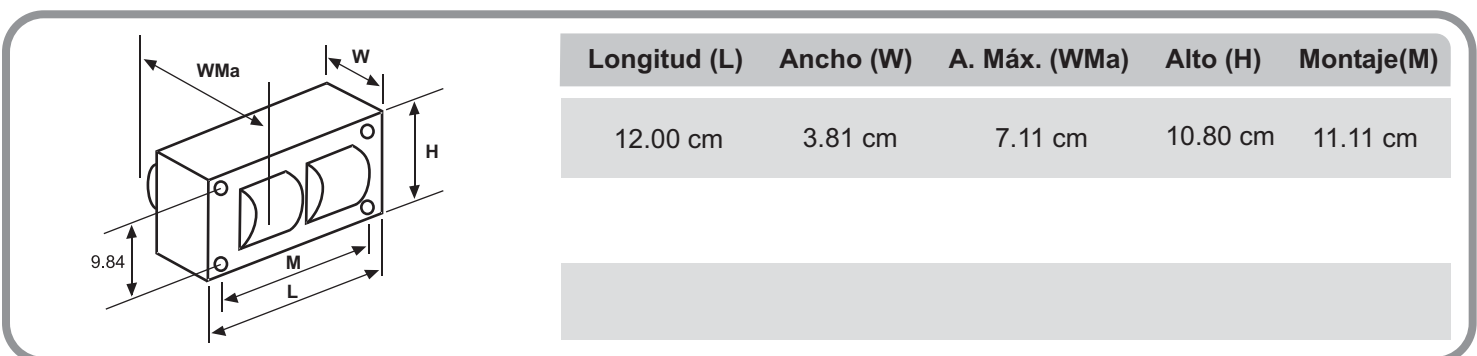 WMa
W
H
9.84
M
L
Longitud (L) Ancho (W) A. Máx. (WMa) Alto (H) Montaje(M)
12.00 cm 3.81 cm 7.11 cm 10.80 cm 11.11 cm